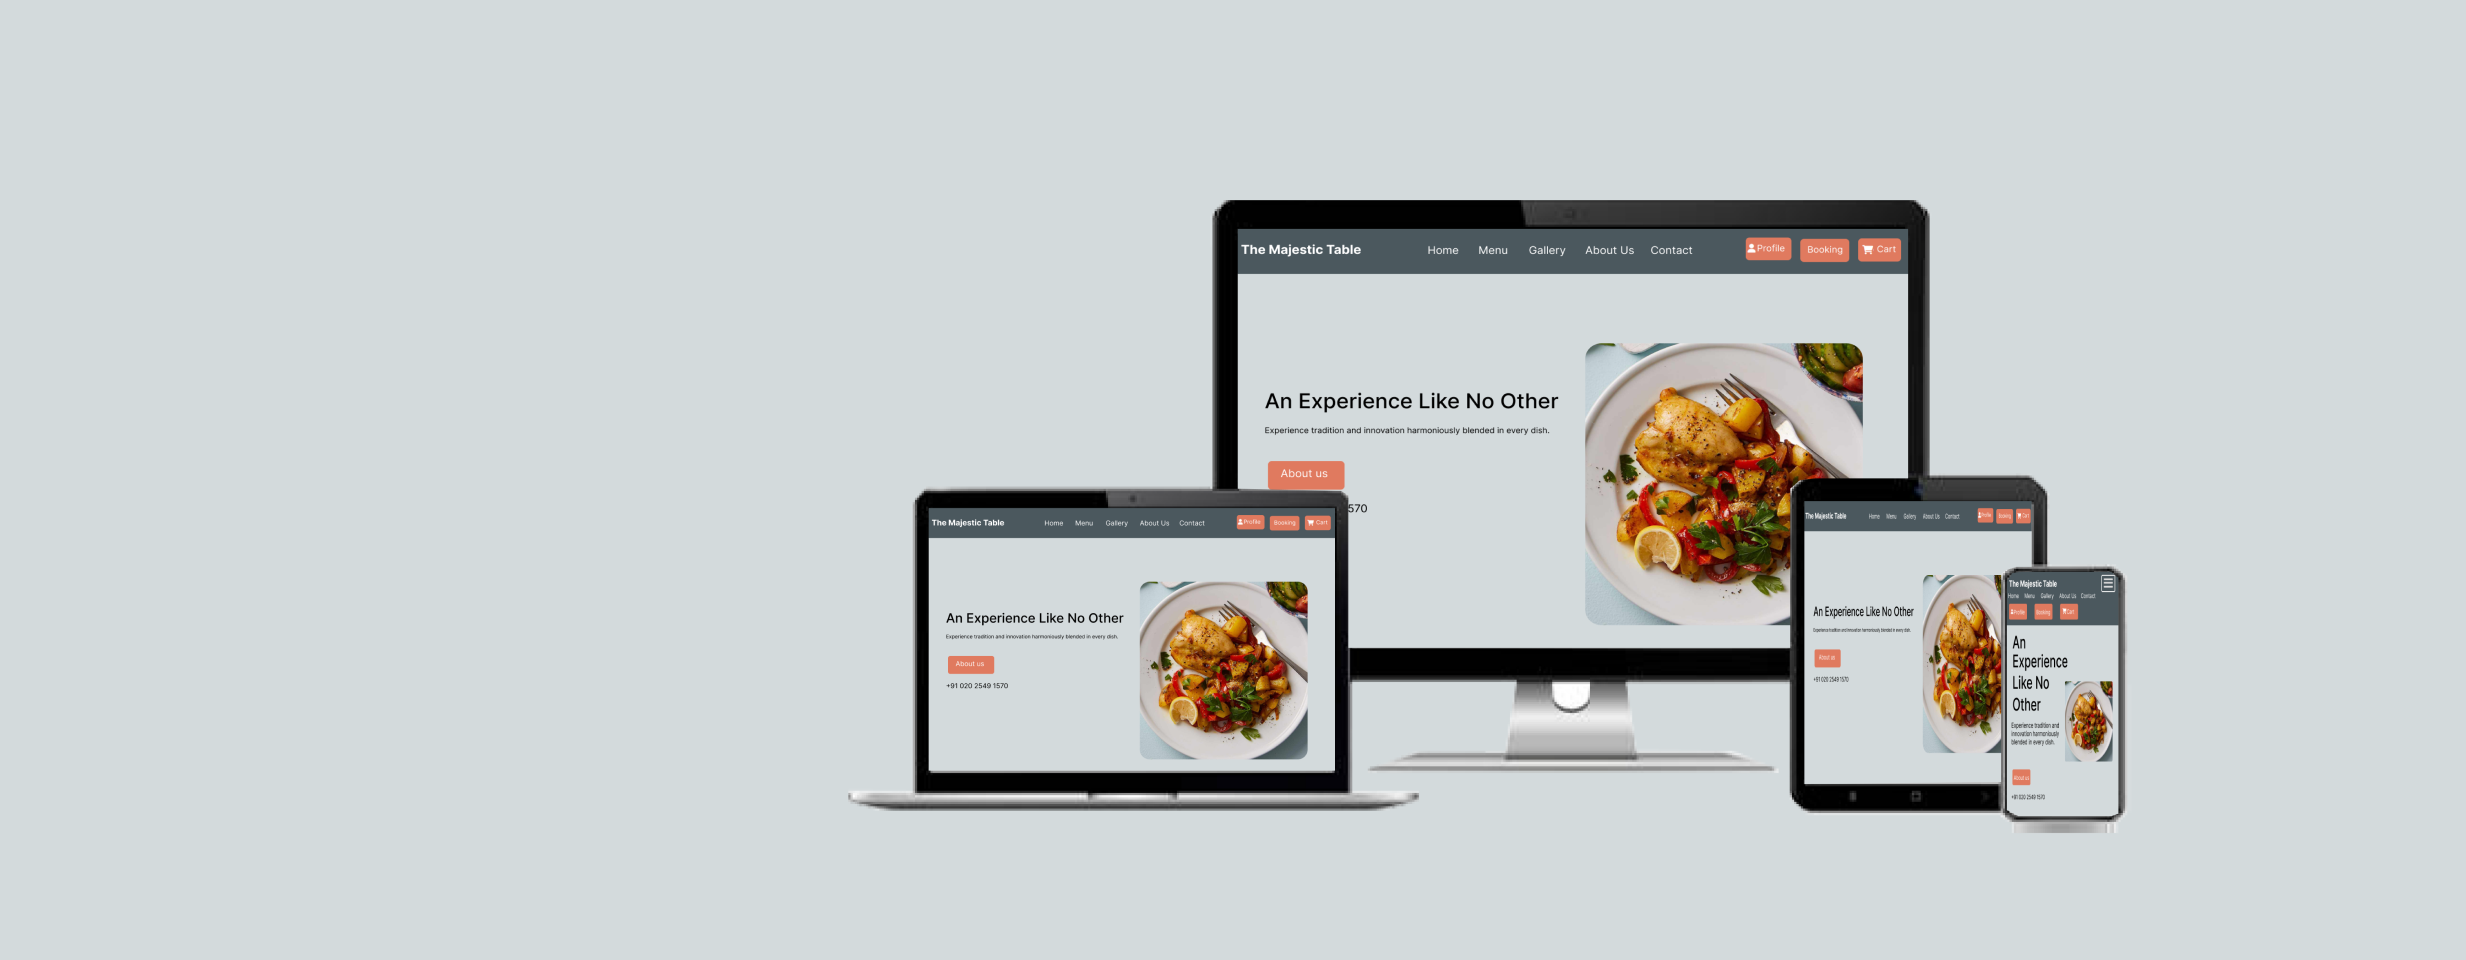 The Majestic Table
Home Menu Gallery About Us Contact
Profile Booking Cart
An Experience Like No Other
Experience tradition and innovation harmoniously blended in every dish.
About us
570
The Majestic Table
Home Menu Gallery About Us Contact
Profile Booking Cart
An Experience Like No Other
Experience tradition and innovation harmoniously blended in every dish.
About us
+91 020 2549 1570
The Majestic Table
Home Menu Gallery About Us Contact
Profile Booking Cart
An Experience Like No Other
Experience tradition and innovation harmoniously blended in every dish.
About us
+91 020 2549 1570
The Majestic Table
Home Menu Gallery About Us Contact
Profile Booking Cart
An
Experience
Like No
Other
Experience tradition and
innovation harmoniously
blended in every dish.
About us
+91 020 2549 1570